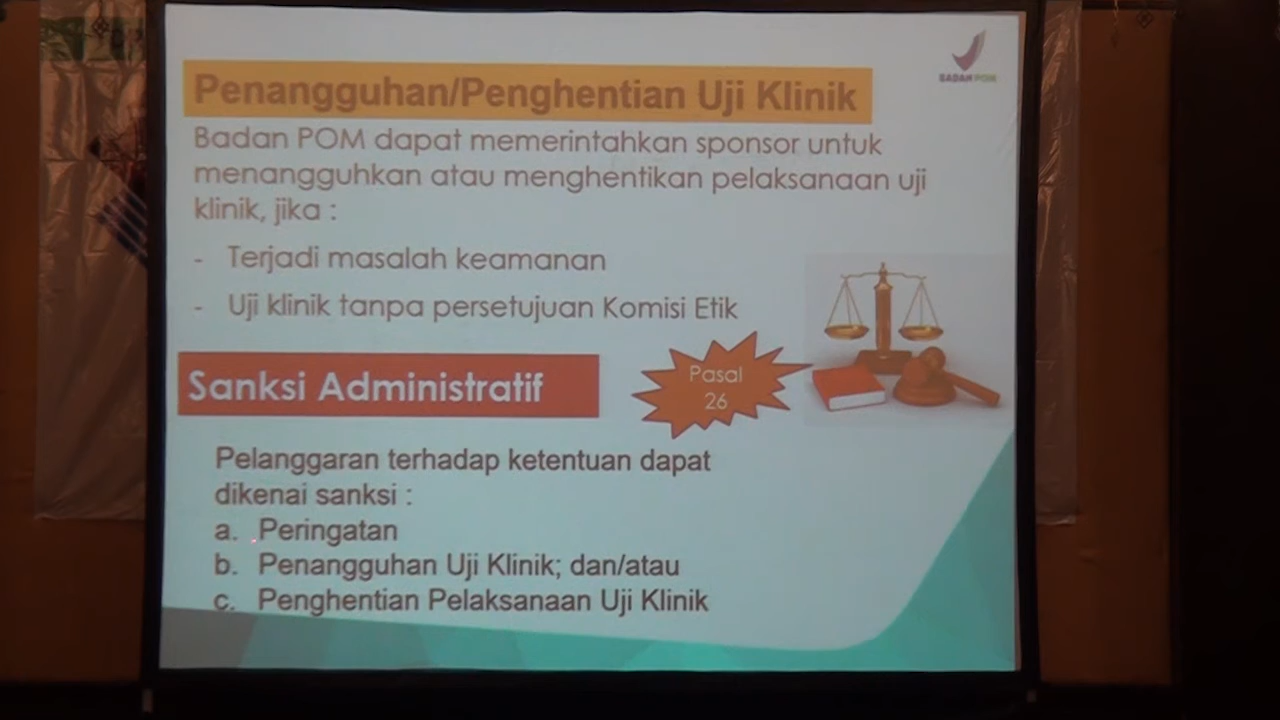 BADAN POM
Penangguhan/Penghentian Uji Klinik
Badan POM dapat memerintahkan sponsor untuk
menangguhkan atau menghentikan pelaksanaan uji
klinik, jika :
- Terjadi masalah keamanan
- Uji klinik tanpa persetujuan Komisi Etik
Sanksi Administratif
Pasal
26
Pelanggaran terhadap ketentuan dapat
dikenai sanksi :
a. Peringatan
b. Penangguhan Uji Klinik; dan/atau
c. Penghentian Pelaksanaan Uji Klinik